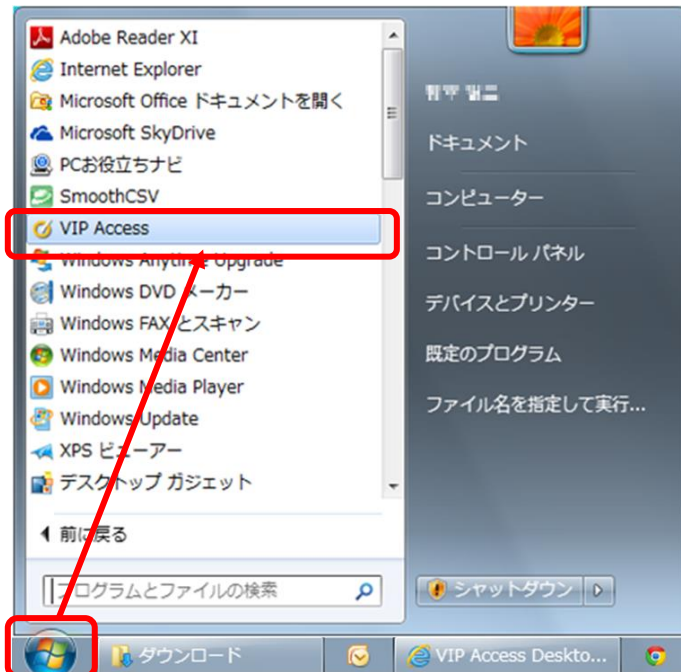 Adobe Reader XI
Internet Explorer
Microsoft Office ドキュメントを開く
Microsoft SkyDrive
PCお役立ちナビ
SmoothCSV
VIP Access
Windows Anytime Upgrade
Windows DVD メーカー
Windows FAX とスキャン
Windows Media Center
Windows Media Player
Windows Update
XPS ビューアー
デスクトップ ガジェット
前に戻る
プログラムとファイルの検索
ドキュメント
コンピューター
コントロール パネル
デバイスとプリンター
既定のプログラム
ファイル名を指定して実行...
シャットダウン
ダウンロード
VIP Access Deskto...